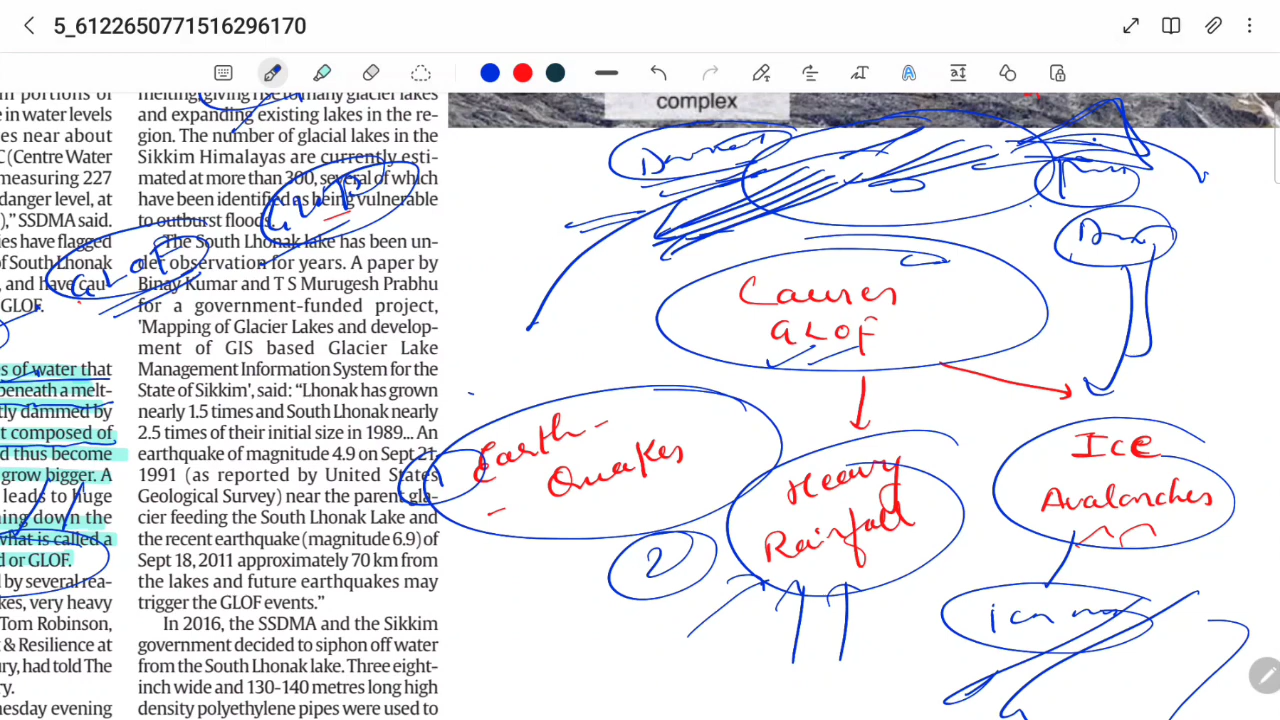 5_6122650771516296170
m portions of
e in water levels
es near about
C (Centre Water
measuring 227
danger level, at
)," SSDMA said.
ies have flagged
of South Lhonak
, and have cau-
GLOF.
es of water that
beneath a melt-
tly dammed by
t composed of
d thus become
grow bigger. A
leads to huge
ning down the
what is called a
d or GLOF.
by several rea-
kes, very heavy
Tom Robinson,
& Resilience at
ury, had told The
ry.
nesday evening
melting giving rise to many glacier lakes
and expanding existing lakes in the re-
gion. The number of glacial lakes in the
Sikkim Himalayas are currently esti-
mated at more than 300, several of which
have been identified as being vulnerable
to outburst floods.
The South Lhonak lake has been un-
der observation for years. A paper by
Binay Kumar and T S Murugesh Prabhu
for a government-funded project,
'Mapping of Glacier Lakes and develop-
ment of GIS based Glacier Lake
Management Information System for the
State of Sikkim', said: “Lhonak has grown
nearly 1.5 times and South Lhonak nearly
2.5 times of their initial size in 1989... An
earthquake of magnitude 4.9 on Sept 21,
1991 (as reported by United States
Geological Survey) near the parent gla-
cier feeding the South Lhonak Lake and
the recent earthquake (magnitude 6.9) of
Sept 18, 2011 approximately 70 km from
the lakes and future earthquakes may
trigger the GLOF events.”
In 2016, the SSDMA and the Sikkim
government decided to siphon off water
from the South Lhonak lake. Three eight-
inch wide and 130-140 metres long high
density polyethylene pipes were used to
GLOF
GLOF
complex
Causes
GLOF
1
Earth-
Quakes
2
Heavy
Rainfall
Ice
Avalanches